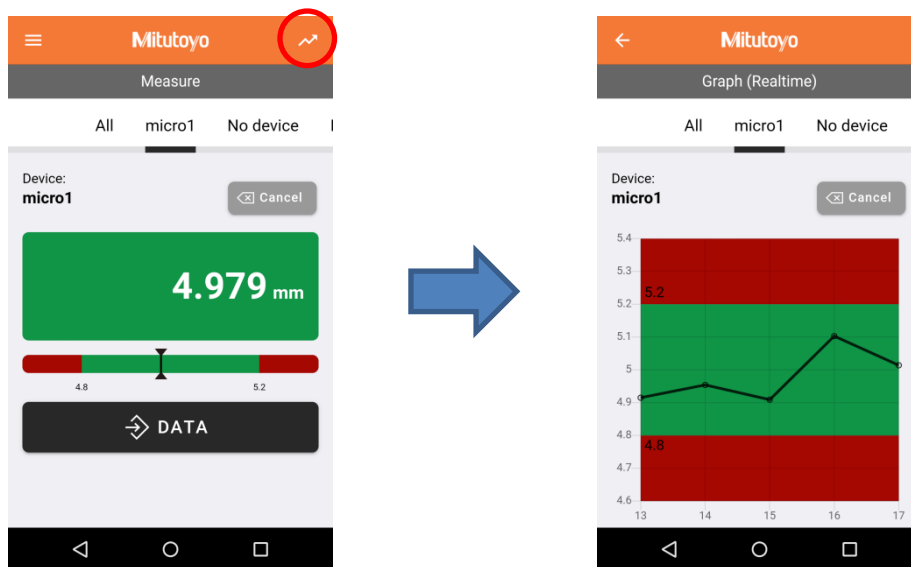 Mitutoyo
Measure
All micro1 No device
Device:
micro1
Cancel
4.979 mm
4.8 5.2
DATA
Mitutoyo
Graph (Realtime)
All micro1 No device
Device:
micro1
Cancel
5.4
5.3
5.2
5.2
5.1
5
4.9
4.8
4.8
4.7
4.6
13 14 15 16 17